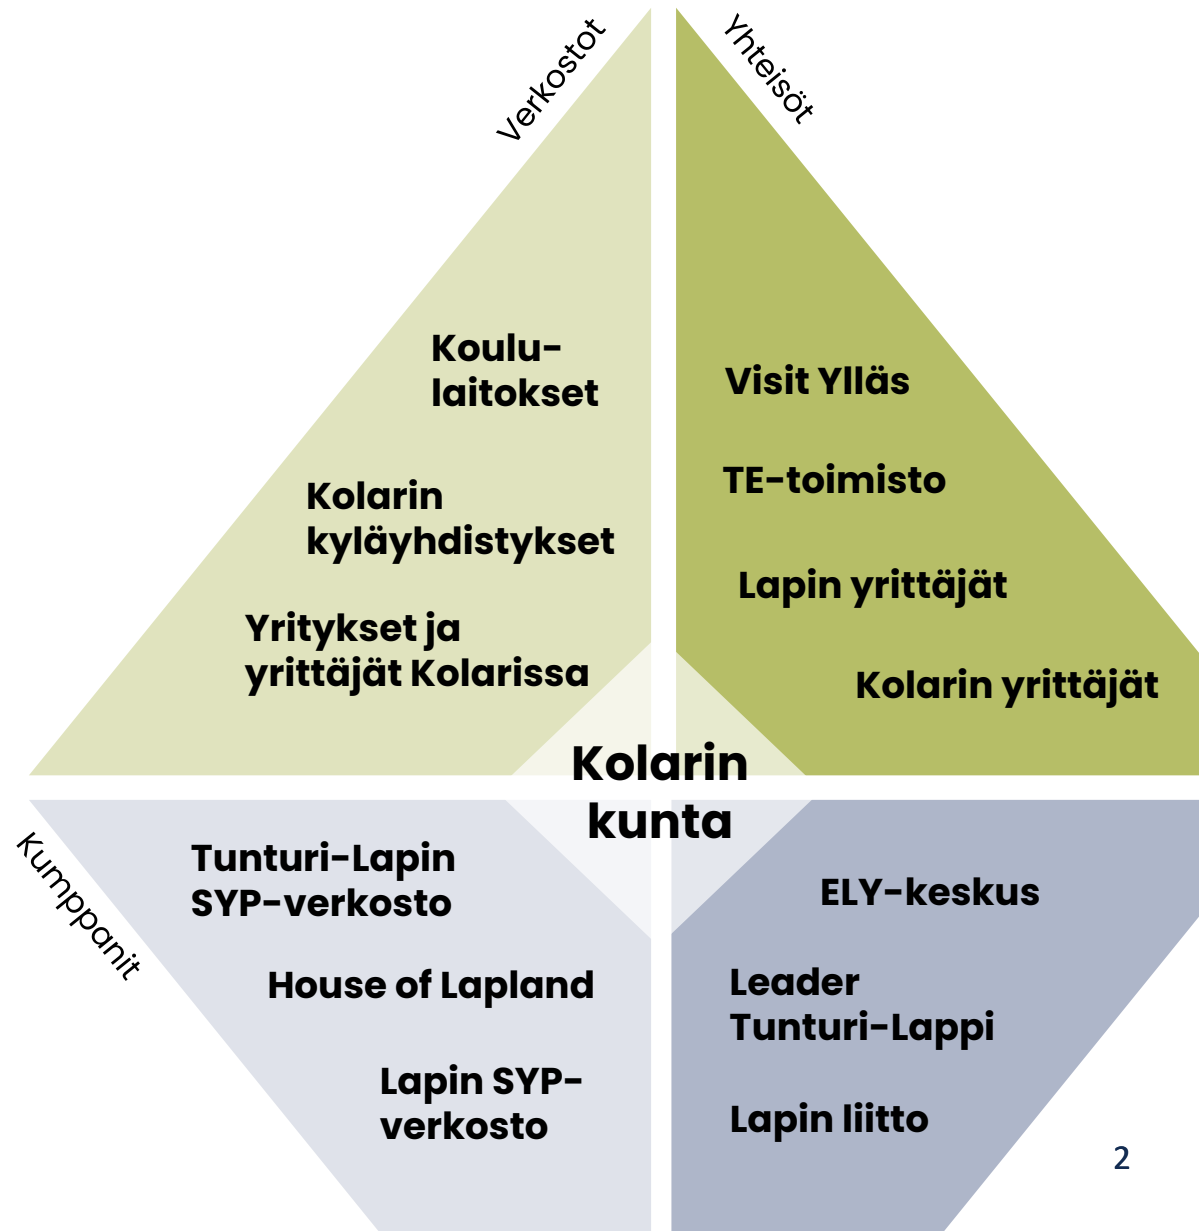 Verkostot
Yhteisöt
Koulu-
laitokset
Kolarin
kyläyhdistykset
Yritykset ja
yrittäjät Kolarissa
Visit Ylläs
TE-toimisto
Lapin yrittäjät
Kolarin yrittäjät
Kolarin
kunta
Kumppanit
Tunturi-Lapin
SYP-verkosto
House of Lapland
Lapin SYP-
verkosto
ELY-keskus
Leader
Tunturi-Lappi
Lapin liitto
2